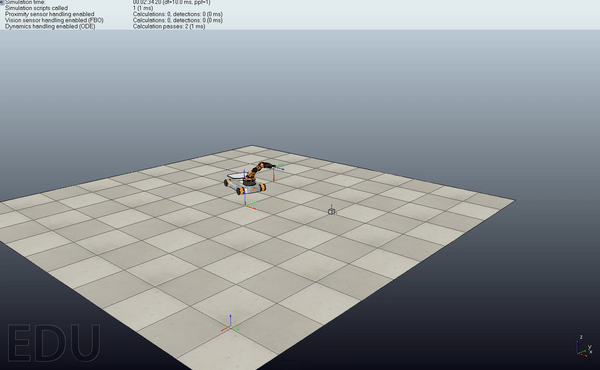 Simulation time: 00:02:34.20 (dt=10.0 ms, ppf=1)
Simulation scripts called 1 (1 ms)
Proximity sensor handling enabled Calculations: 0, detections: 0 (0 ms)
Vision sensor handling enabled (FBO) Calculations: 0, detections: 0 (0 ms)
Dynamics handling enabled (ODE) Calculation passes: 2 (1 ms)
EDU
z
y
x